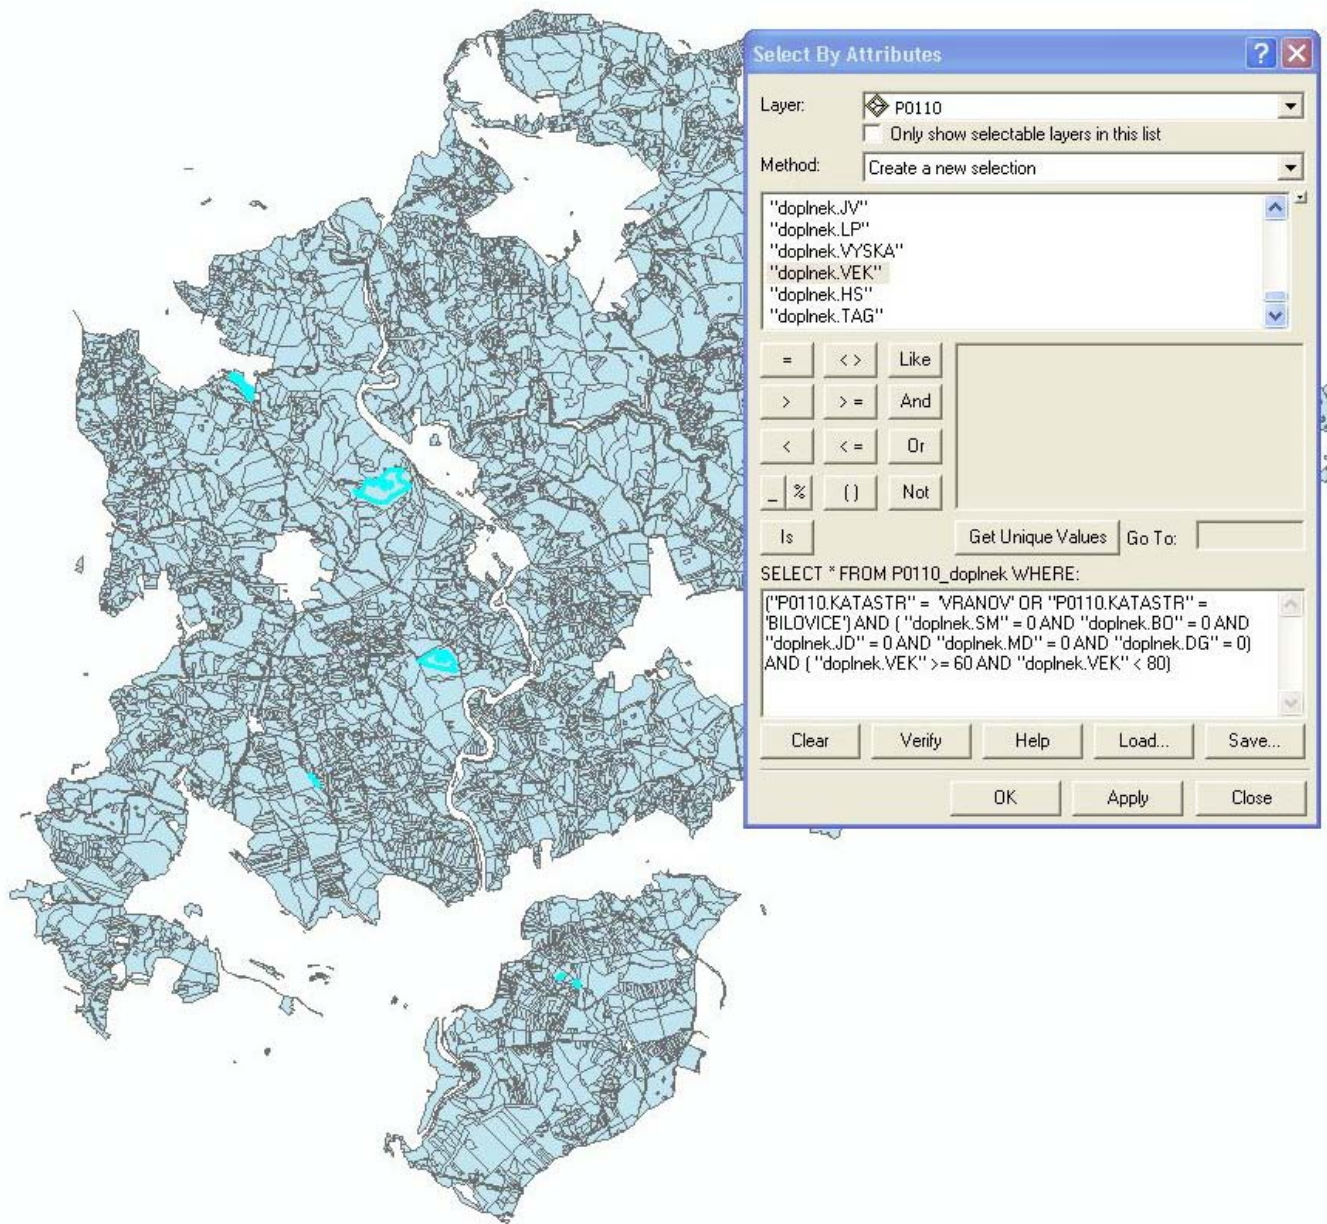 Select By Attributes
Layer: P0110
Only show selectable layers in this list
Method: Create a new selection
"doplnek.JV"
"doplnek.LP"
"doplnek.VYSKA"
"doplnek.VEK"
"doplnek.HS"
"doplnek.TAG"
= < > Like
> > = And
< < = Or
_ % ( ) Not
Is Get Unique Values Go To:
SELECT * FROM P0110_doplnek WHERE:
("P0110.KATASTR" = 'VRANOV' OR "P0110.KATASTR" =
'BILOVICE') AND ( "doplnek.SM" = 0 AND "doplnek.BO" = 0 AND
"doplnek.JD" = 0 AND "doplnek.MD" = 0 AND "doplnek.DG" = 0)
AND ( "doplnek.VEK" >= 60 AND "doplnek.VEK" < 80)
Clear Verify Help Load... Save...
OK Apply Close